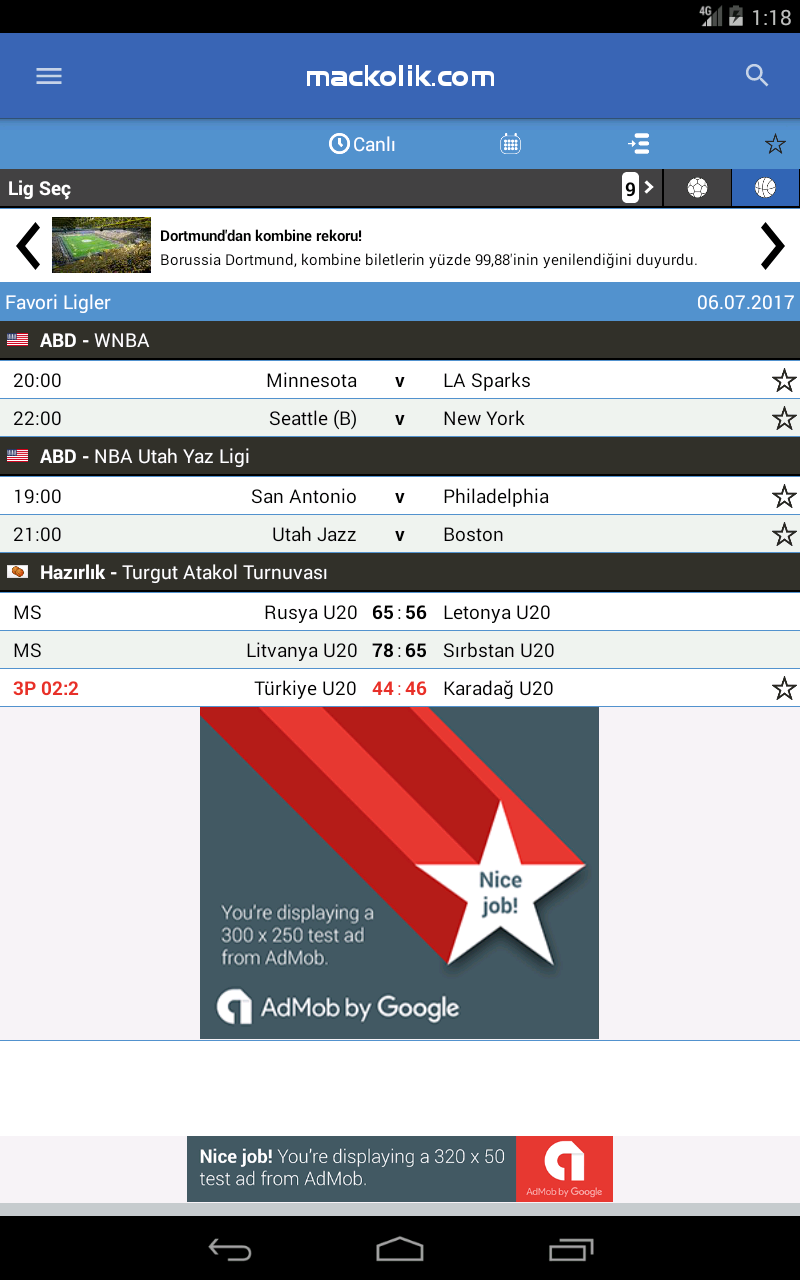 4G 1:18
mackolik.com
Canlı
Lig Seç 9
Dortmund'dan kombine rekoru!
Borussia Dortmund, kombine biletlerin yüzde 99,88'inin yenilendiğini duyurdu.
Favori Ligler 06.07.2017
ABD - WNBA
20:00 Minnesota v LA Sparks
22:00 Seattle (B) v New York
ABD - NBA Utah Yaz Ligi
19:00 San Antonio v Philadelphia
21:00 Utah Jazz v Boston
Hazırlık - Turgut Atakol Turnuvası
MS Rusya U20 65 : 56 Letonya U20
MS Litvanya U20 78 : 65 Sırbstan U20
3P 02:2 Türkiye U20 44 : 46 Karadağ U20
Nice
job!
You're displaying a
300 x 250 test ad
from AdMob.
AdMob by Google
Nice job! You're displaying a 320 x 50
test ad from AdMob.
AdMob by Google